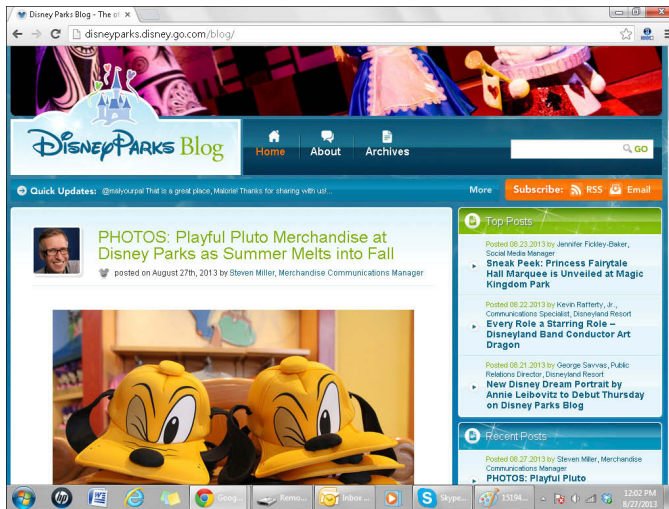 Disney Parks Blog - The of
disneyparks.disney.go.com/blog/
DISNEY PARKS Blog
Home
About
Archives
GO
Quick Updates: @malyourpal That is a great place, Malorie! Thanks for sharing with us!...
More
Subscribe: RSS Email
PHOTOS: Playful Pluto Merchandise at
Disney Parks as Summer Melts into Fall
posted on August 27th, 2013 by Steven Miller, Merchandise Communications Manager
Top Posts
Posted 08.23.2013 by Jennifer Fickley-Baker,
Social Media Manager
Sneak Peek: Princess Fairytale
Hall Marquee is Unveiled at Magic
Kingdom Park
Posted 08.22.2013 by Kevin Rafferty, Jr.,
Communications Specialist, Disneyland Resort
Every Role a Starring Role –
Disneyland Band Conductor Art
Dragon
Posted 08.21.2013 by George Savvas, Public
Relations Director, Disneyland Resort
New Disney Dream Portrait by
Annie Leibovitz to Debut Thursday
on Disney Parks Blog
Recent Posts
Posted 08.27.2013 by Steven Miller, Merchandise
Communications Manager
PHOTOS: Playful Pluto
hp
Goog...
Remo...
Inbox ...
Skype...
15194...
12:02 PM
8/27/2013